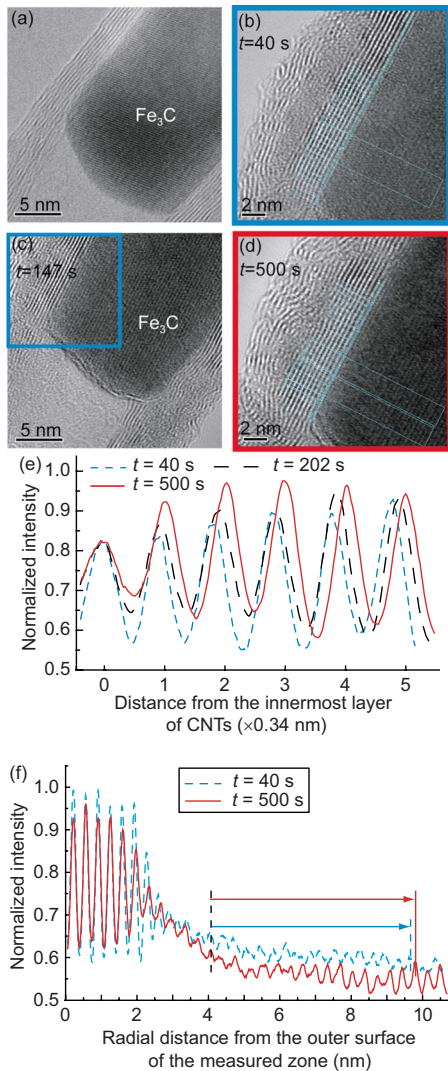 (a)
Fe₃C
5 nm
(b)
t=40 s
2 nm
(c)
t=147 s
Fe₃C
5 nm
(d)
t=500 s
2 nm
(e)
t = 40 s
t = 202 s
t = 500 s
1.0
0.9
0.8
0.7
0.6
0.5
Normalized intensity
0 1 2 3 4 5
Distance from the innermost layer
of CNTs (×0.34 nm)
(f)
t = 40 s
t = 500 s
1.0
0.9
0.8
0.7
0.6
0.5
Normalized intensity
0 2 4 6 8 10
Radial distance from the outer surface
of the measured zone (nm)